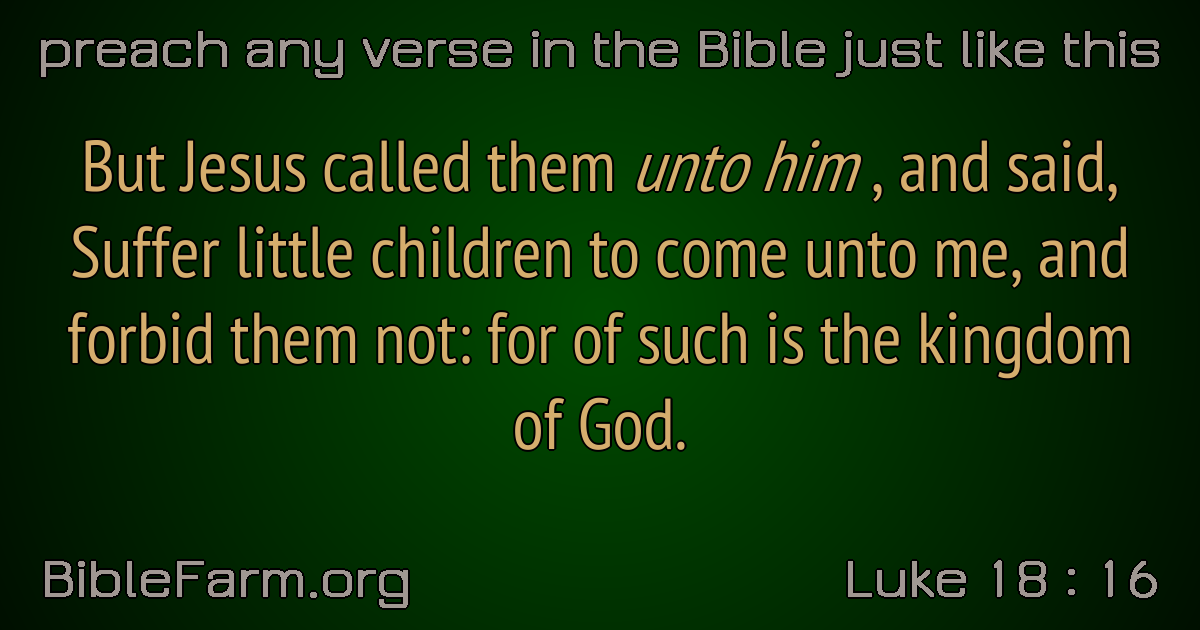 preach any verse in the Bible just like this
But Jesus called them unto him , and said,
Suffer little children to come unto me, and
forbid them not: for of such is the kingdom
of God.
BibleFarm.org
Luke 18 : 16